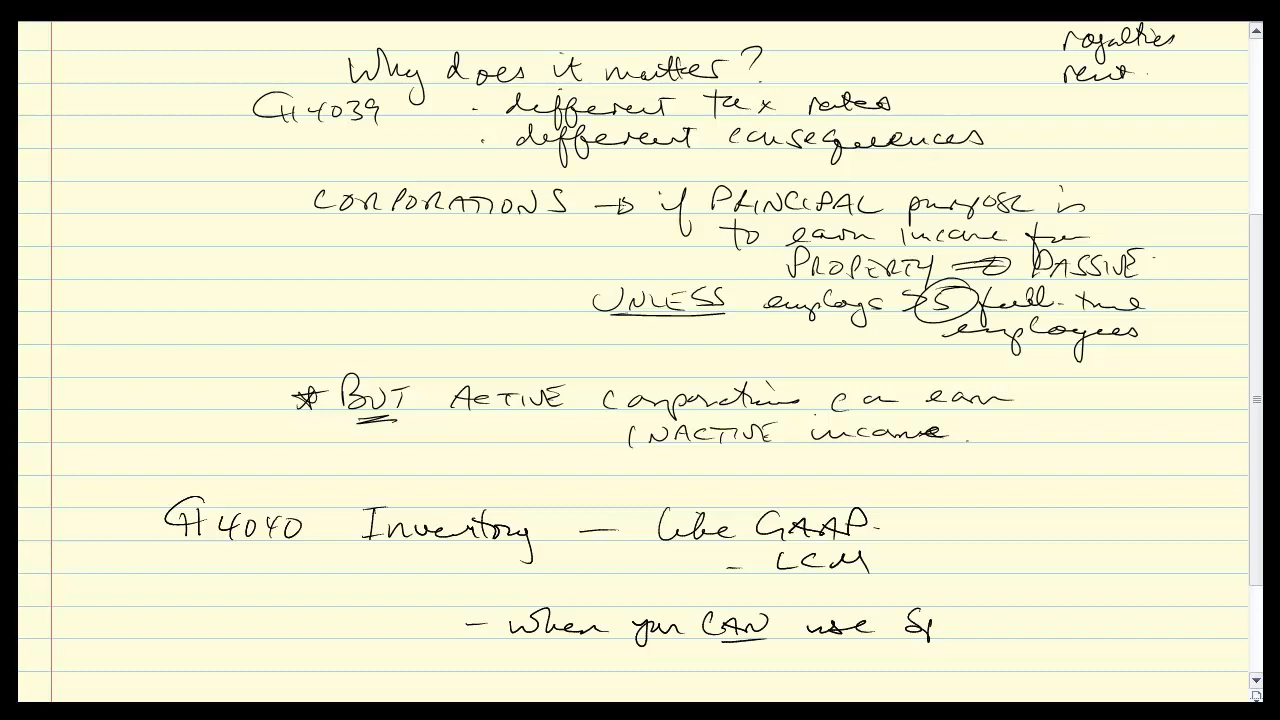 royalties
Why does it matter?
rent
¶4039 . different tax rates
. different consequences
CORPORATIONS → if PRINCIPAL purpose is
to earn income from
PROPERTY ⇒ PASSIVE
UNLESS employs >5 full-time
employees
* BUT ACTIVE corporations can earn
INACTIVE income.
¶4040 Inventory — like GAAP.
- LCM
- when you CAN use Sp